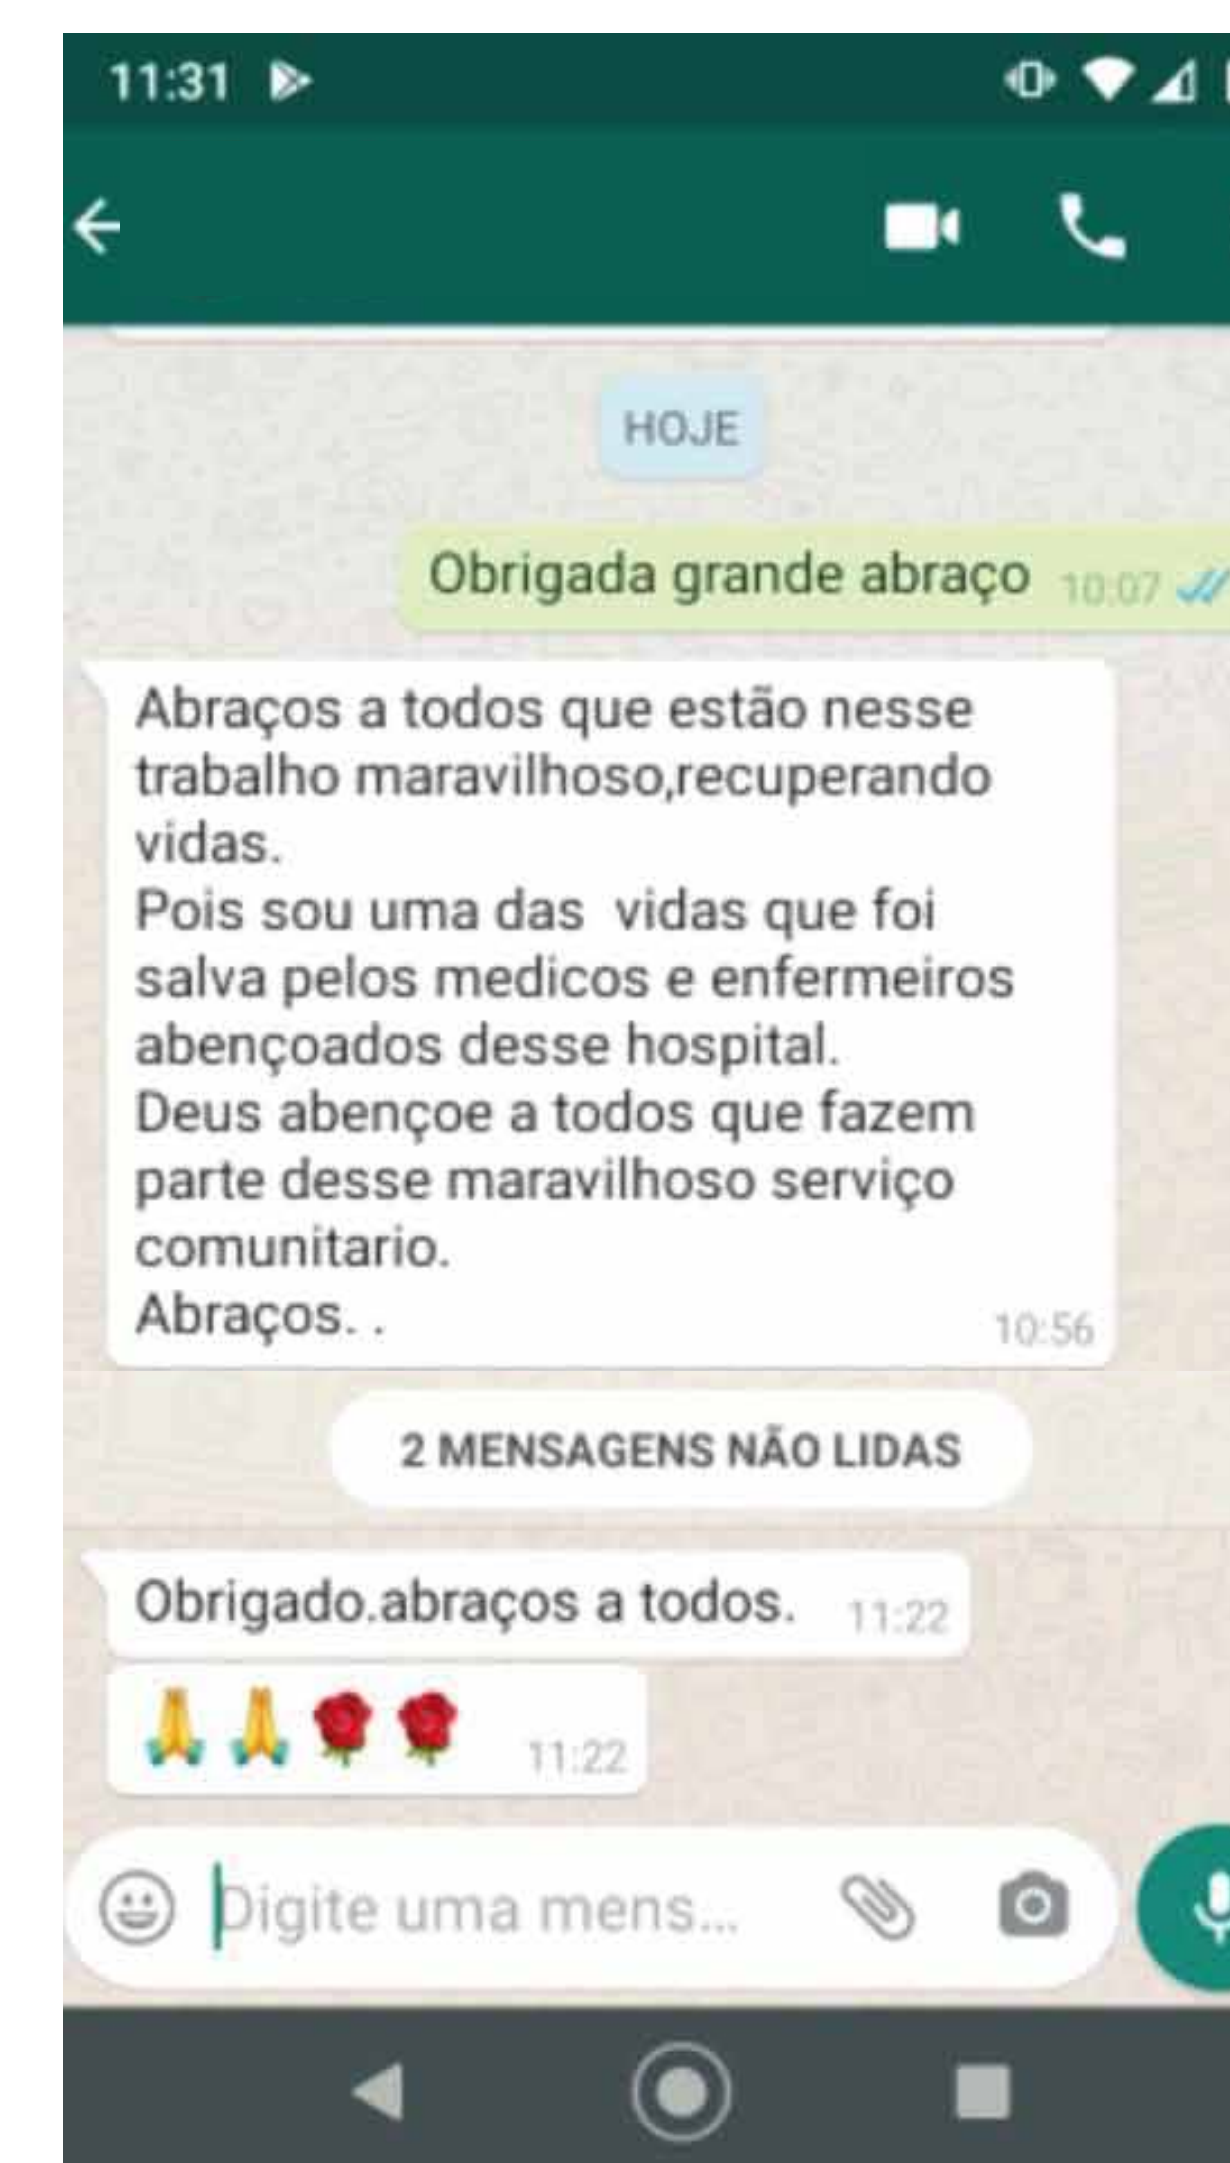 11:31
HOJE
Obrigada grande abraço 10:07
Abraços a todos que estão nesse
trabalho maravilhoso,recuperando
vidas.
Pois sou uma das  vidas que foi
salva pelos medicos e enfermeiros
abençoados desse hospital.
Deus abençoe a todos que fazem
parte desse maravilhoso serviço
comunitario.
Abraços. . 10:56
2 MENSAGENS NÃO LIDAS
Obrigado.abraços a todos. 11:22
🙏🙏🌹🌹 11:22
Digite uma mens...